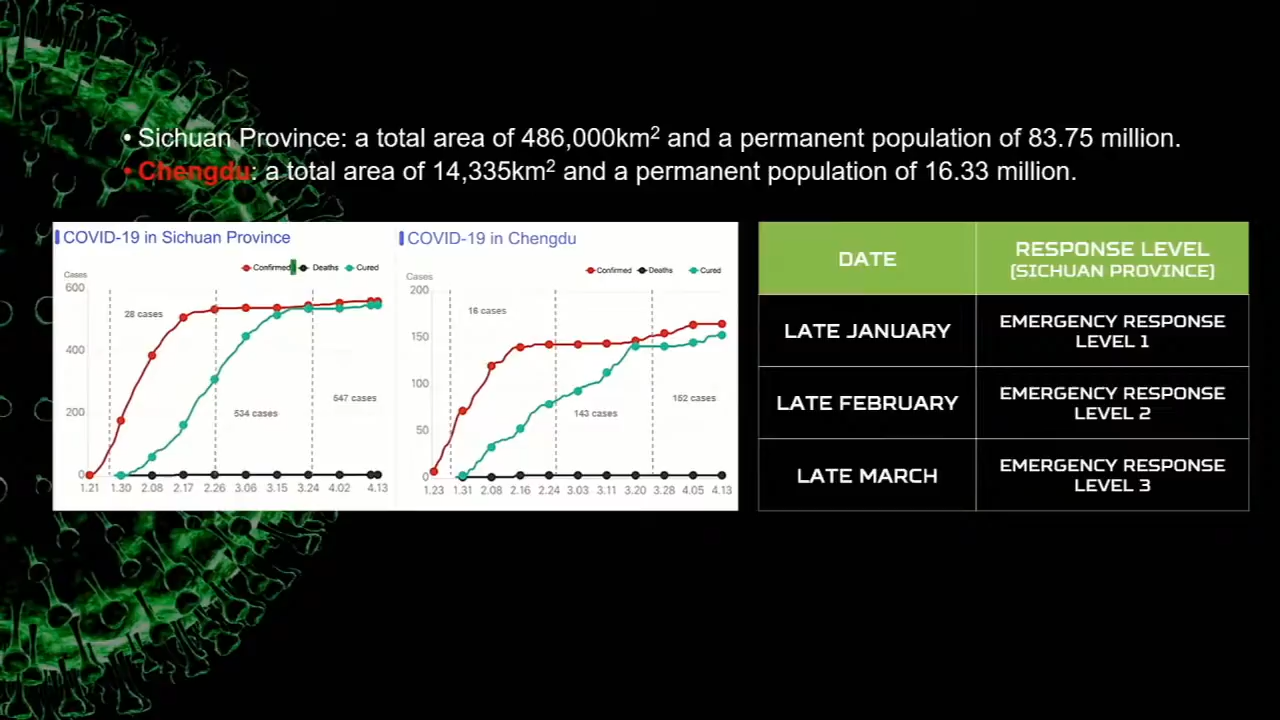 • Sichuan Province: a total area of 486,000km² and a permanent population of 83.75 million.
• Chengdu: a total area of 14,335km² and a permanent population of 16.33 million.
COVID-19 in Sichuan Province
Confirmed Deaths Cured
Cases
600
400
200
0
28 cases
534 cases
547 cases
1.21 1.30 2.08 2.17 2.26 3.06 3.15 3.24 4.02 4.13
COVID-19 in Chengdu
Confirmed Deaths Cured
Cases
200
150
100
50
0
16 cases
143 cases
152 cases
1.23 1.31 2.08 2.16 2.24 3.03 3.11 3.20 3.28 4.05 4.13
DATE
RESPONSE LEVEL
(SICHUAN PROVINCE)
LATE JANUARY
EMERGENCY RESPONSE
LEVEL 1
LATE FEBRUARY
EMERGENCY RESPONSE
LEVEL 2
LATE MARCH
EMERGENCY RESPONSE
LEVEL 3